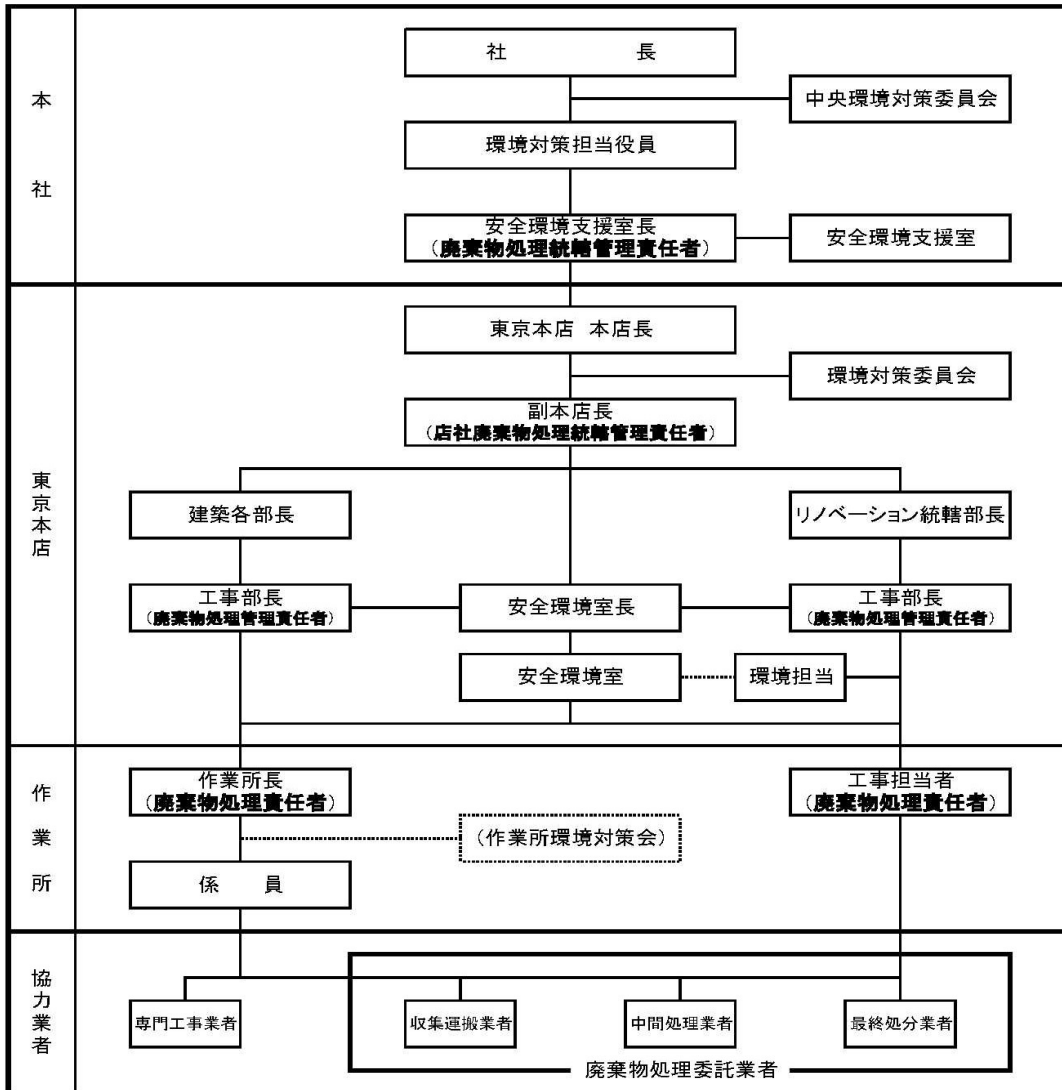 本社
社　　長
中央環境対策委員会
環境対策担当役員
安全環境支援室長
（廃棄物処理統轄管理責任者）
安全環境支援室
東京本店
東京本店 本店長
環境対策委員会
副本店長
（店社廃棄物処理統轄管理責任者）
建築各部長
リノベーション統轄部長
工事部長
（廃棄物処理管理責任者）
安全環境室長
工事部長
（廃棄物処理管理責任者）
安全環境室
環境担当
作業所
作業所長
（廃棄物処理責任者）
工事担当者
（廃棄物処理責任者）
（作業所環境対策会）
係　　員
協力業者
専門工事業者
収集運搬業者
中間処理業者
最終処分業者
廃棄物処理委託業者